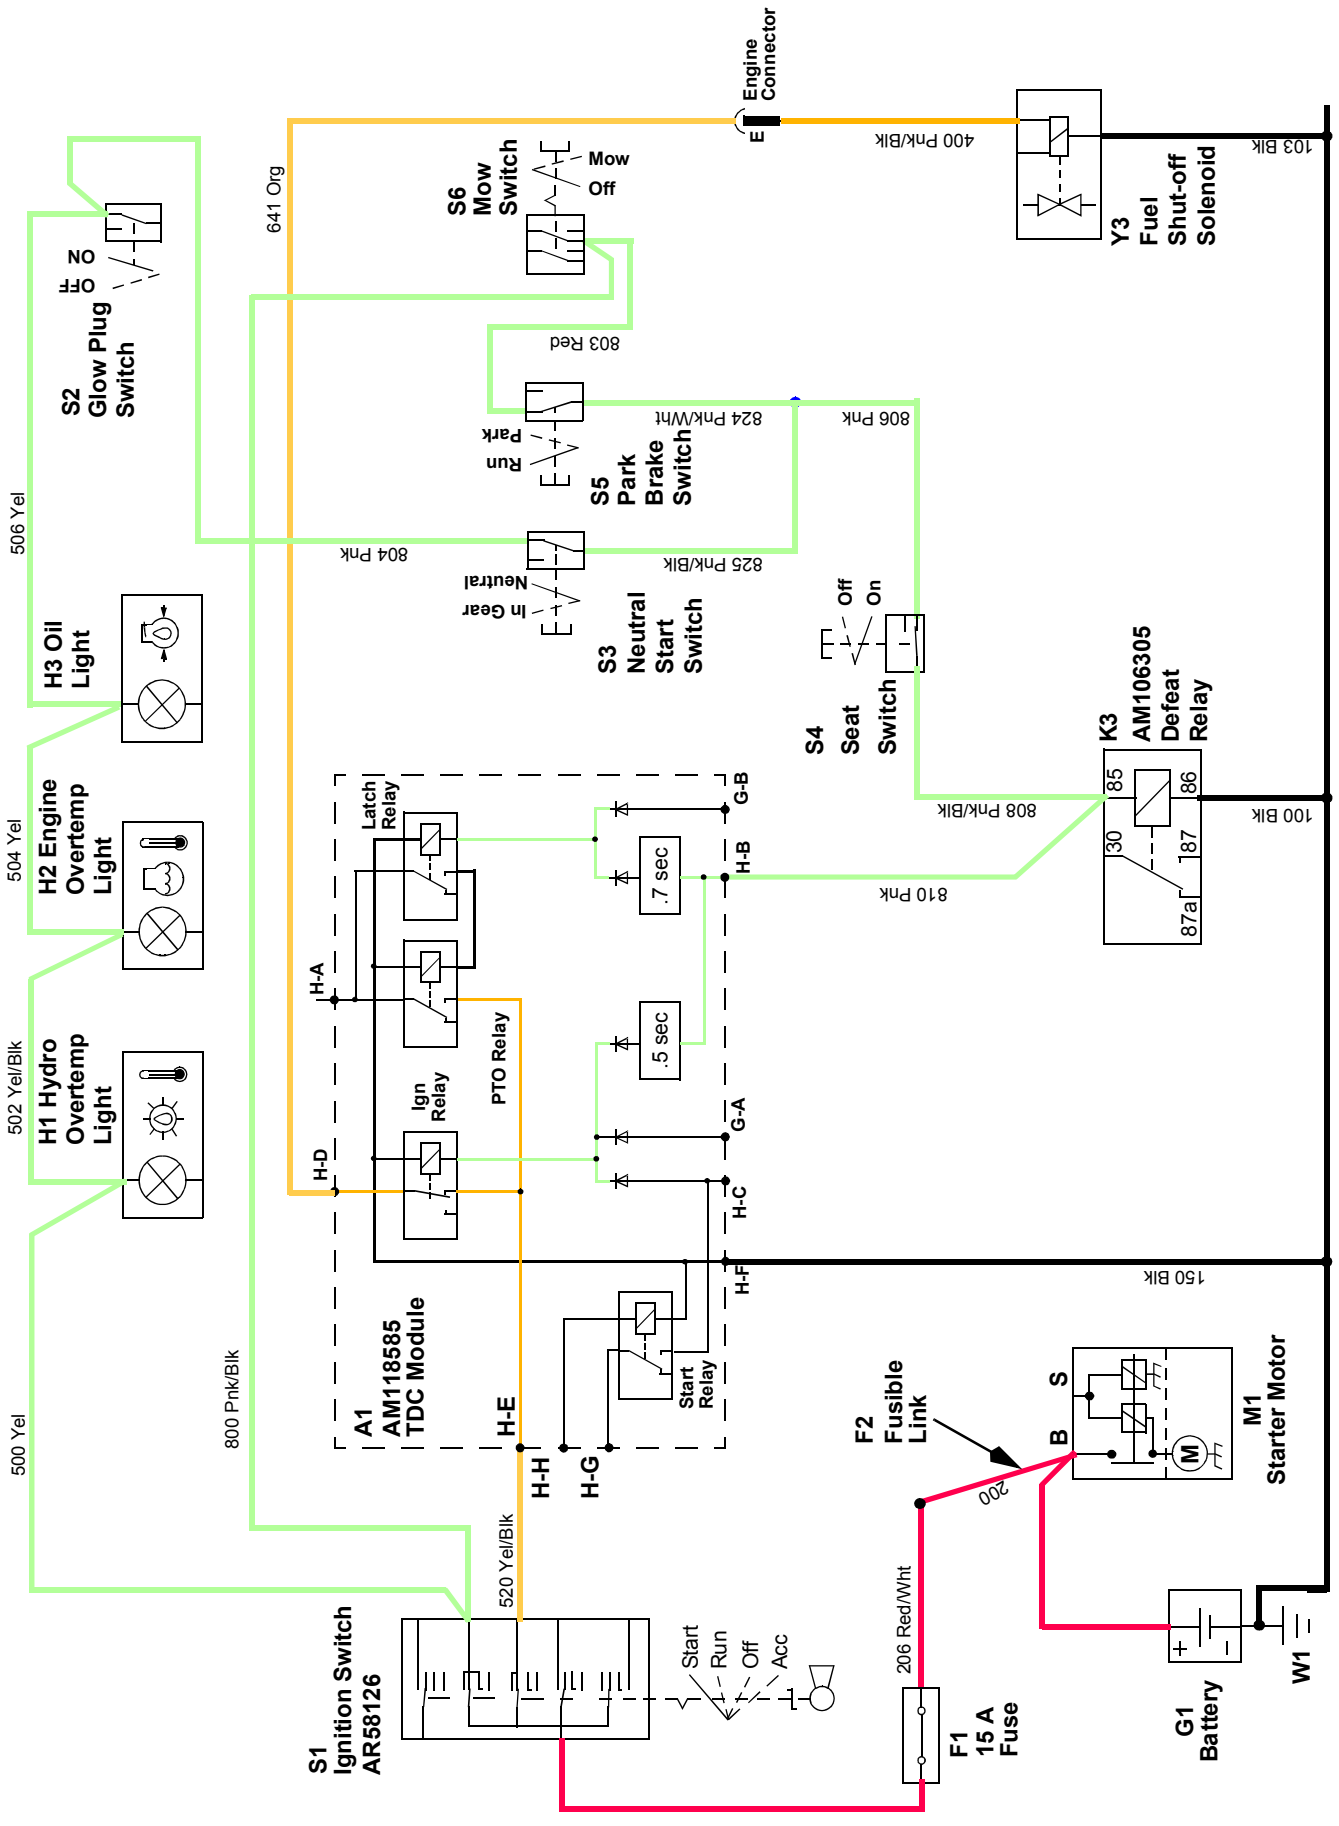 Engine
Connector
E
641 Org
S6
Mow
Switch
Mow
Off
400 Pnk/Blk
103 Blk
Y3
Fuel
Shut-off
Solenoid
ON
OFF
S2
Glow Plug
Switch
803 Red
Park
Run
S5
Park
Brake
Switch
824 Pnk/Wht
806 Pnk
506 Yel
804 Pnk
Neutral
In Gear
S3
Neutral
Start
Switch
825 Pnk/Blk
Off
On
S4
Seat
Switch
H3 Oil
Light
504 Yel
H2 Engine
Overtemp
Light
502 Yel/Blk
H1 Hydro
Overtemp
Light
K3
AM106305
Defeat
Relay
85
86
30
87
87a
808 Pnk/Blk
100 Blk
810 Pnk
Latch
Relay
G-B
H-B
.7 sec
H-A
PTO Relay
.5 sec
Ign
Relay
G-A
H-D
H-C
H-F
150 Blk
A1
AM118585
TDC Module
Start
Relay
H-E
H-H
H-G
500 Yel
800 Pnk/Blk
520 Yel/Blk
F2
Fusible
Link
200
S
B
M
M1
Starter Motor
S1
Ignition Switch
AR58126
Start
Run
Off
Acc
206 Red/Wht
F1
15 A
Fuse
+
−
G1
Battery
W1